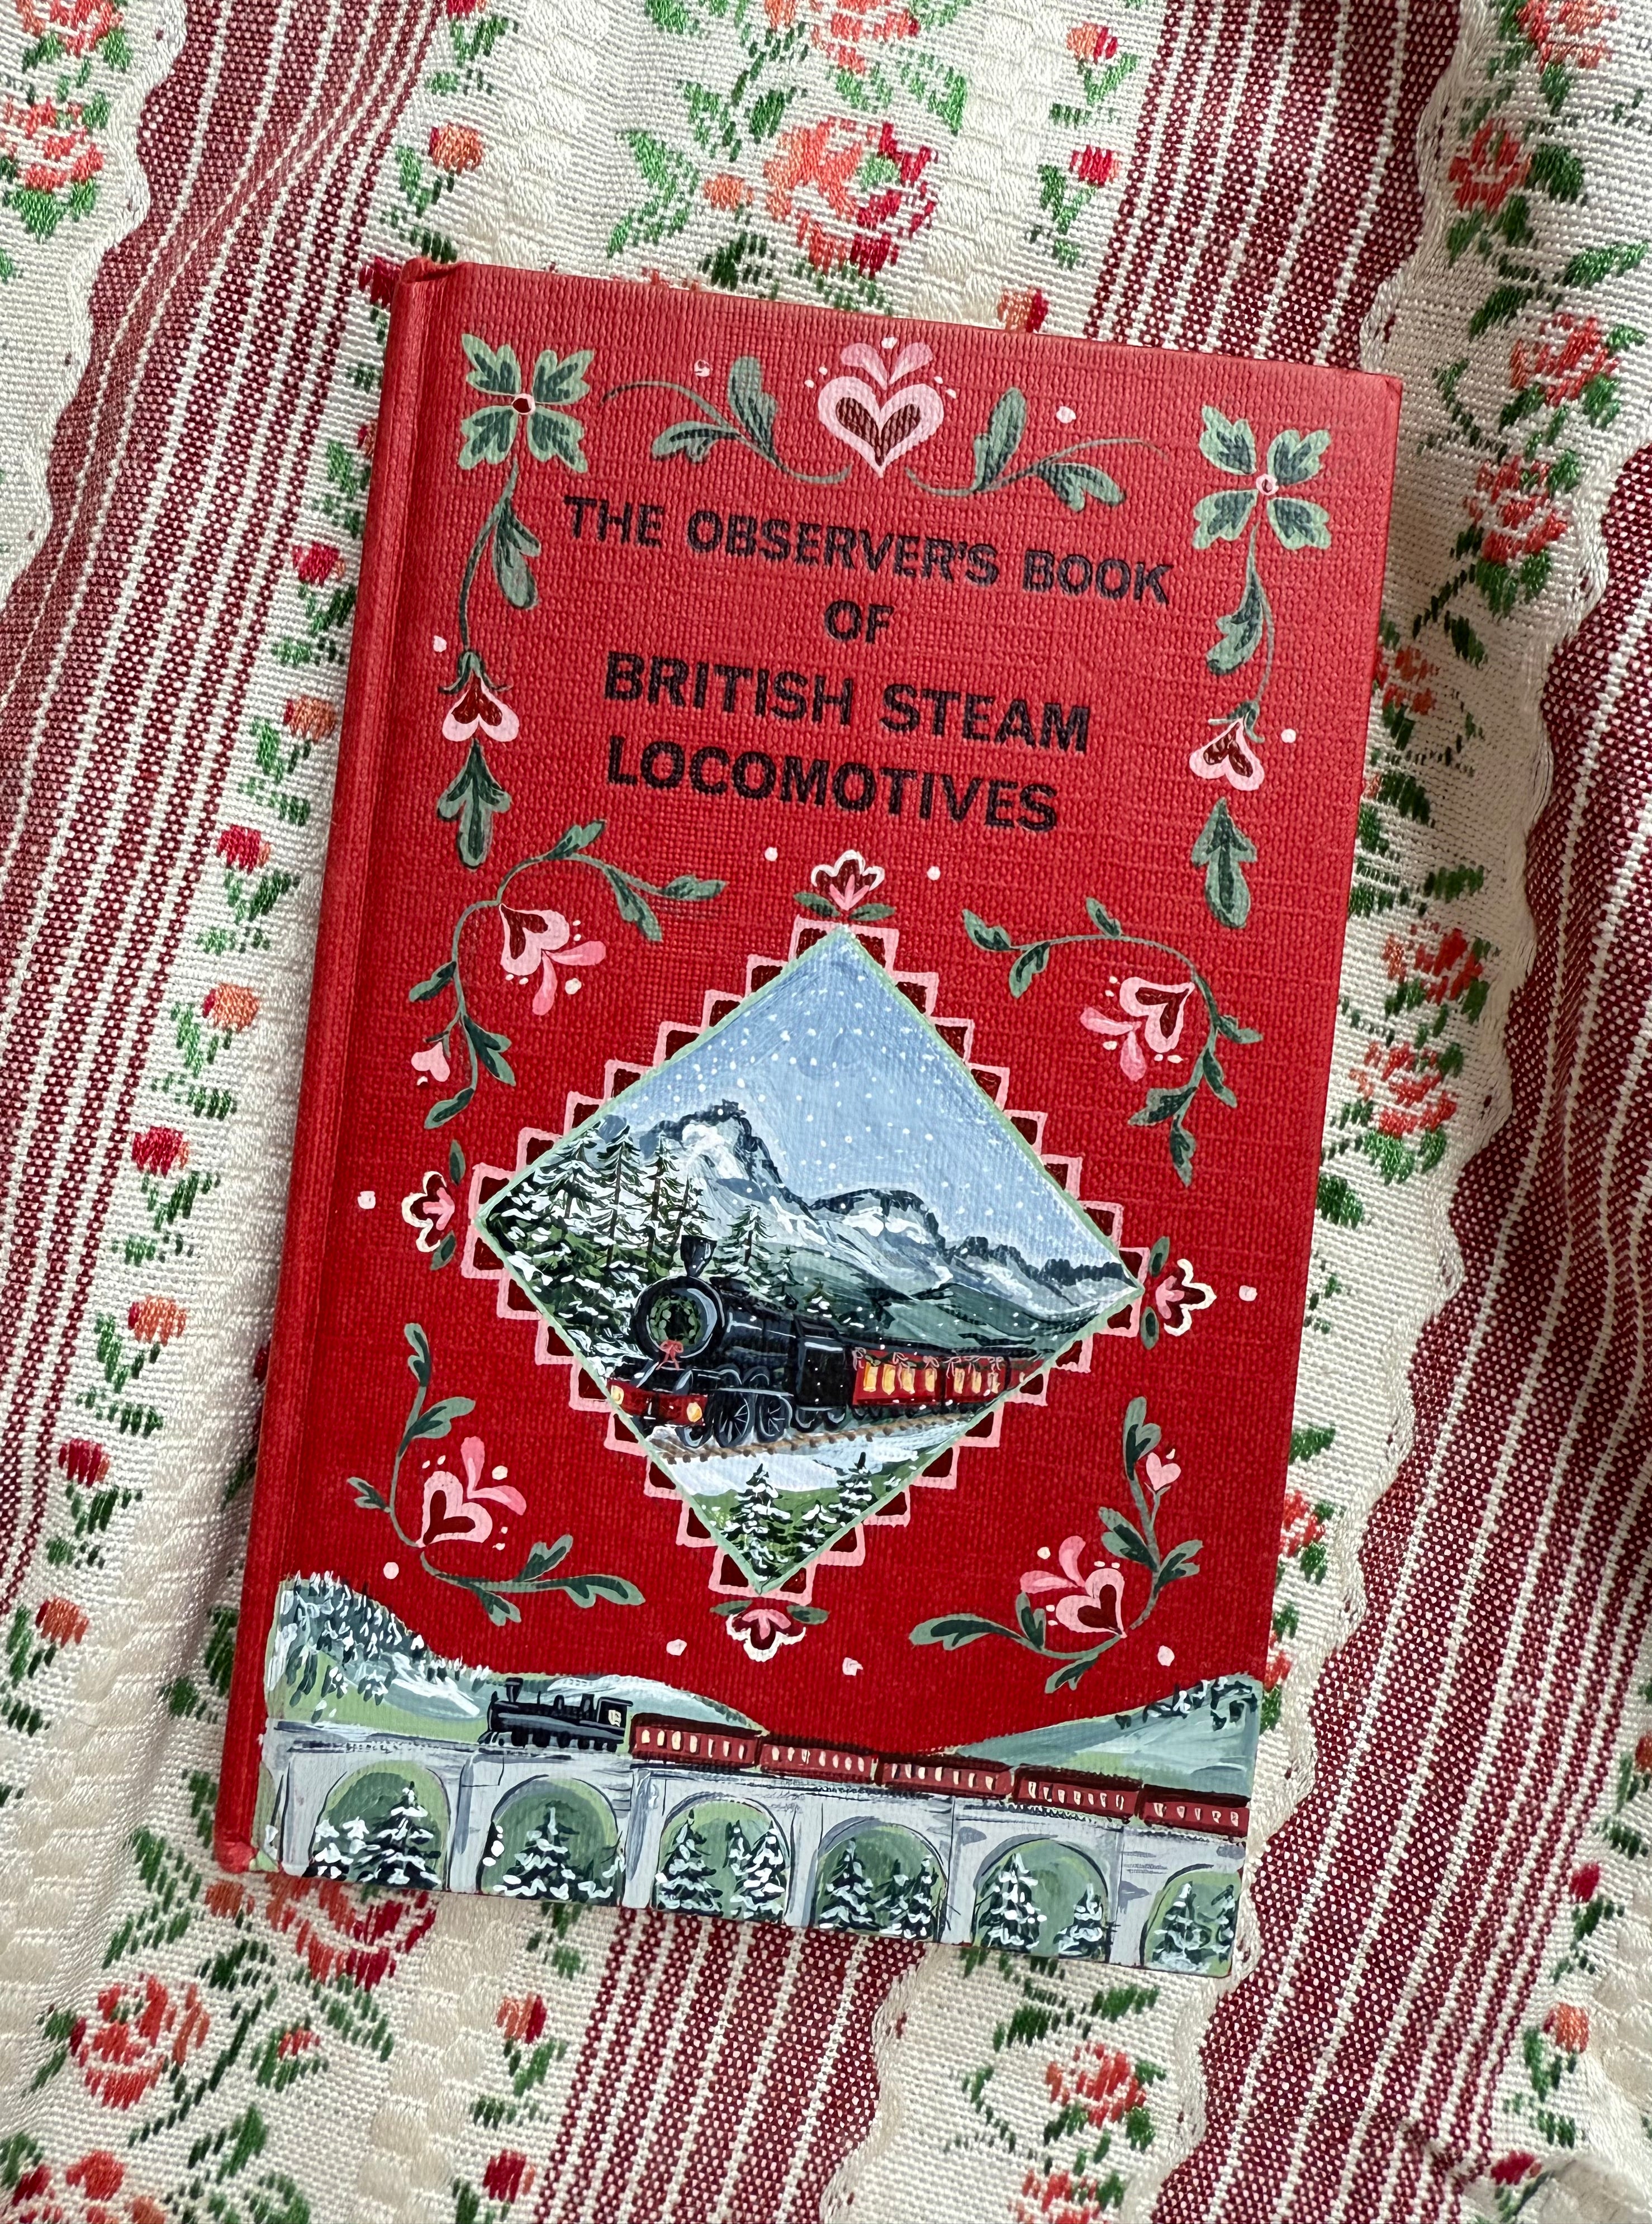 THE OBSERVER'S BOOK
OF
BRITISH STEAM
LOCOMOTIVES